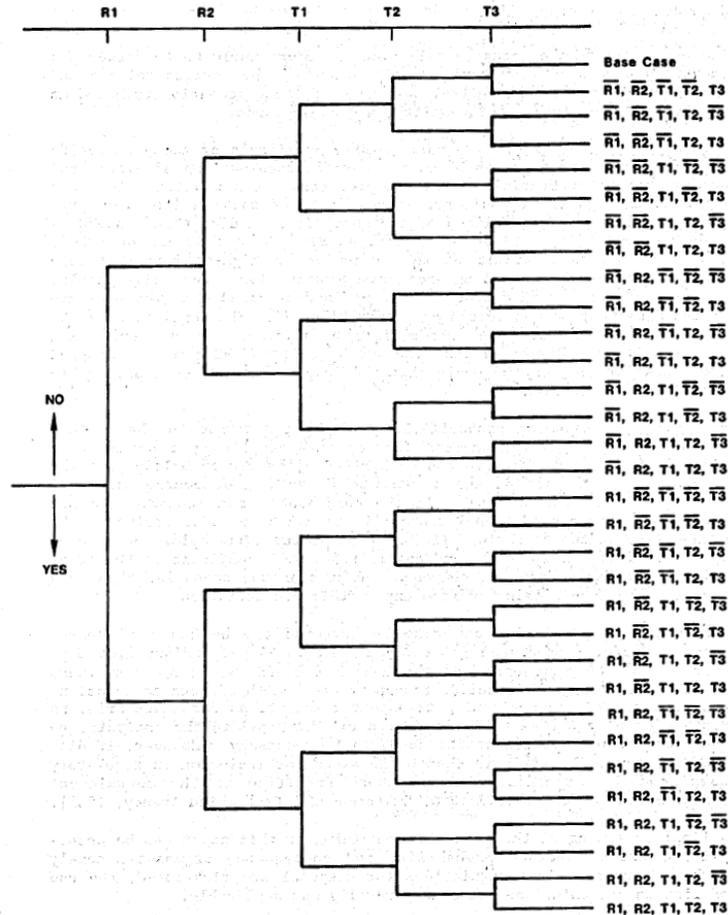 R1 R2 T1 T2 T3
Base Case
R̅1, R̅2, T̅1, T̅2, T3
R̅1, R̅2, T̅1, T2, T̅3
R̅1, R̅2, T̅1, T2, T3
R̅1, R̅2, T1, T̅2, T̅3
R̅1, R̅2, T1, T̅2, T3
R̅1, R̅2, T1, T2, T̅3
R̅1, R̅2, T1, T2, T3
R̅1, R2, T̅1, T̅2, T̅3
R̅1, R2, T̅1, T̅2, T3
R̅1, R2, T̅1, T2, T̅3
R̅1, R2, T̅1, T2, T3
R̅1, R2, T1, T̅2, T̅3
NO
R̅1, R2, T1, T̅2, T3
R̅1, R2, T1, T2, T̅3
R̅1, R2, T1, T2, T3
R1, R̅2, T̅1, T̅2, T̅3
R1, R̅2, T̅1, T̅2, T3
R1, R̅2, T̅1, T2, T̅3
YES
R1, R̅2, T̅1, T2, T3
R1, R̅2, T1, T̅2, T̅3
R1, R̅2, T1, T̅2, T3
R1, R̅2, T1, T2, T̅3
R1, R̅2, T1, T2, T3
R1, R2, T̅1, T̅2, T̅3
R1, R2, T̅1, T̅2, T3
R1, R2, T̅1, T2, T̅3
R1, R2, T̅1, T2, T3
R1, R2, T1, T̅2, T̅3
R1, R2, T1, T̅2, T3
R1, R2, T1, T2, T̅3
R1, R2, T1, T2, T3